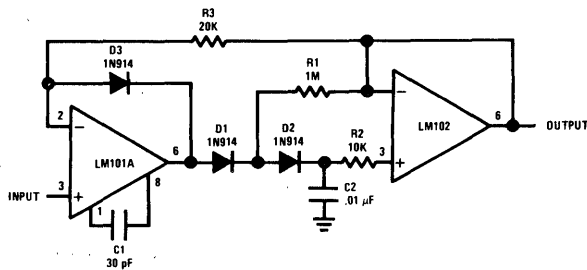 R3
20K
D3
1N914
R1
1M
2
−
LM101A
6
D1
1N914
D2
1N914
R2
10K
3
−
+
LM102
6
OUTPUT
INPUT
3
+
1
8
C1
30 pF
C2
.01 µF